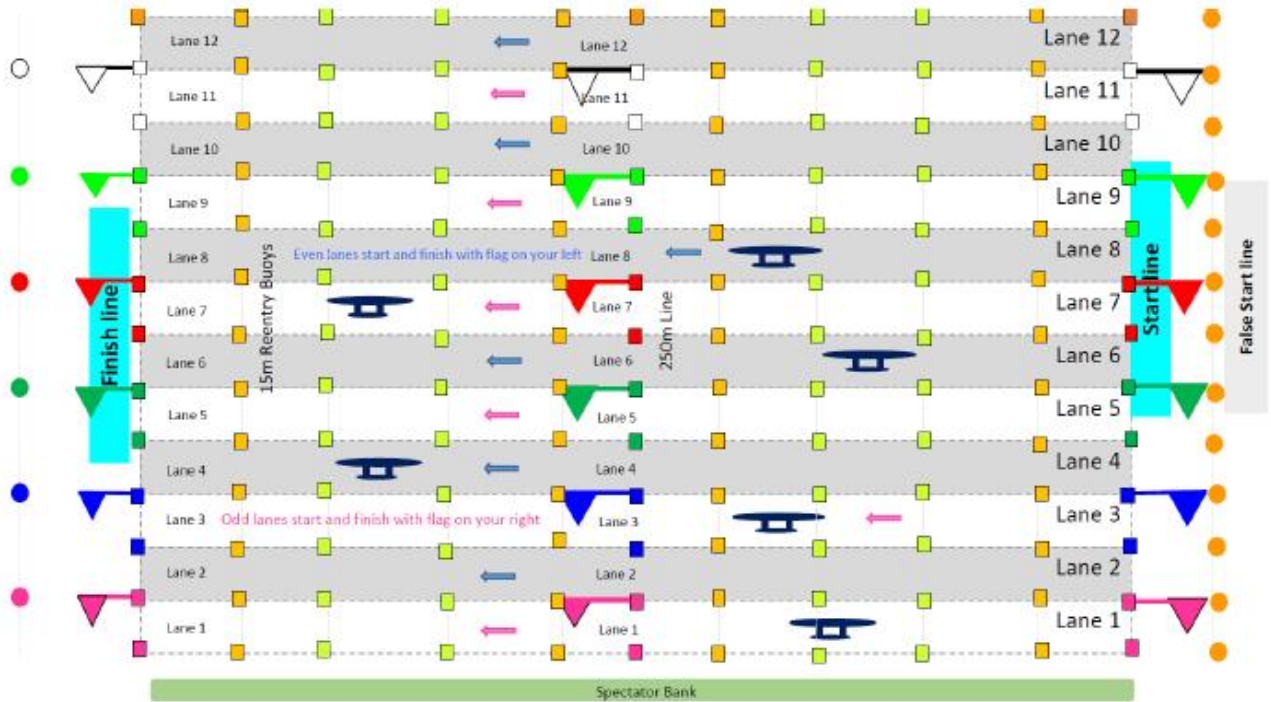 Lane 12
Lane 12
Lane 12
Lane 11
Lane 11
Lane 11
Lane 10
Lane 10
Lane 10
Lane 9
Lane 9
Lane 9
Lane 8
Even lanes start and finish with flag on your left
Lane 8
Lane 8
Lane 7
Lane 7
Lane 7
Finish line
15m Reentry Buoys
250m Line
Start line
False Start line
Lane 6
Lane 6
Lane 6
Lane 5
Lane 5
Lane 5
Lane 4
Lane 4
Lane 4
Lane 3
Odd lanes start and finish with flag on your right
Lane 3
Lane 3
Lane 2
Lane 2
Lane 2
Lane 1
Lane 1
Lane 1
Spectator Bank